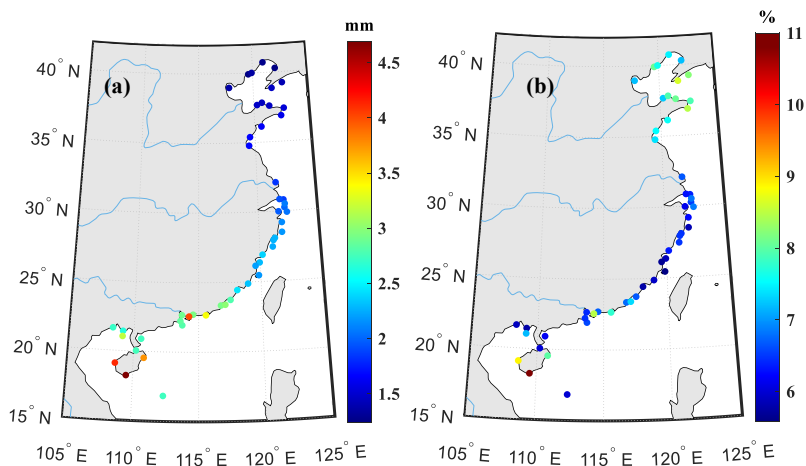 mm
(a)
40° N
35° N
30° N
25° N
20° N
15° N
105° E
110° E
115° E
120° E
125° E
4.5
4
3.5
3
2.5
2
1.5
%
(b)
40° N
35° N
30° N
25° N
20° N
15° N
105° E
110° E
115° E
120° E
125° E
11
10
9
8
7
6